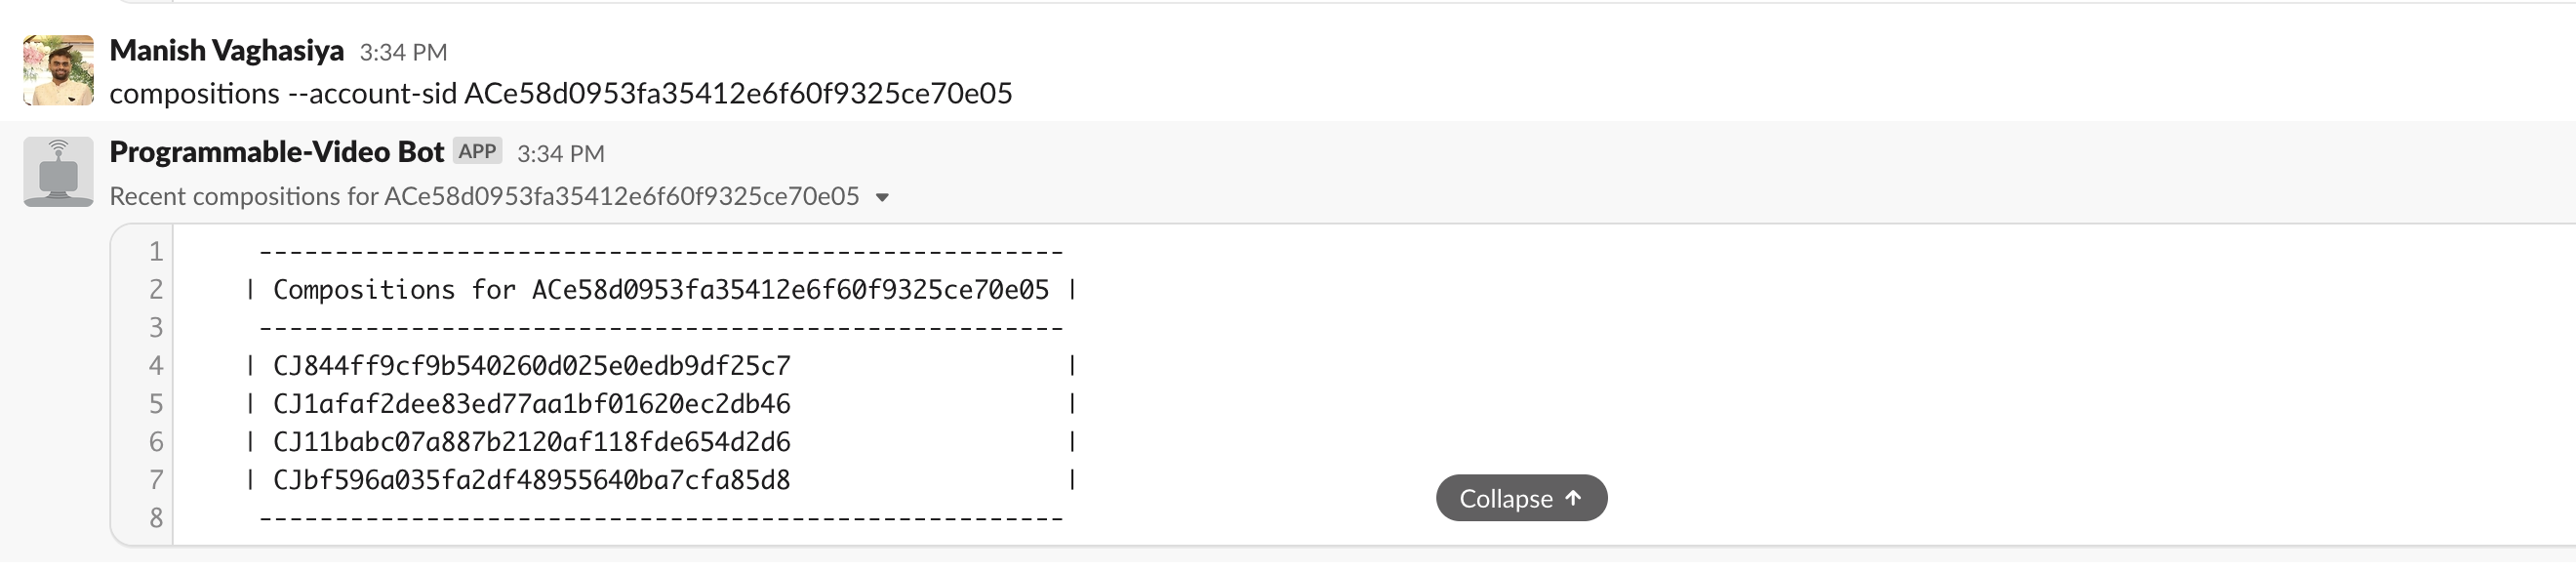 Manish Vaghasiya 3:34 PM
compositions --account-sid ACe58d0953fa35412e6f60f9325ce70e05
Programmable-Video Bot APP 3:34 PM
Recent compositions for ACe58d0953fa35412e6f60f9325ce70e05
1 -----------------------------------------------------
2 | Compositions for ACe58d0953fa35412e6f60f9325ce70e05 |
3 -----------------------------------------------------
4 | CJ844ff9cf9b540260d025e0edb9df25c7 |
5 | CJ1afaf2dee83ed77aa1bf01620ec2db46 |
6 | CJ11babc07a887b2120af118fde654d2d6 |
7 | CJbf596a035fa2df48955640ba7cfa85d8 |
8 -----------------------------------------------------
Collapse ↑